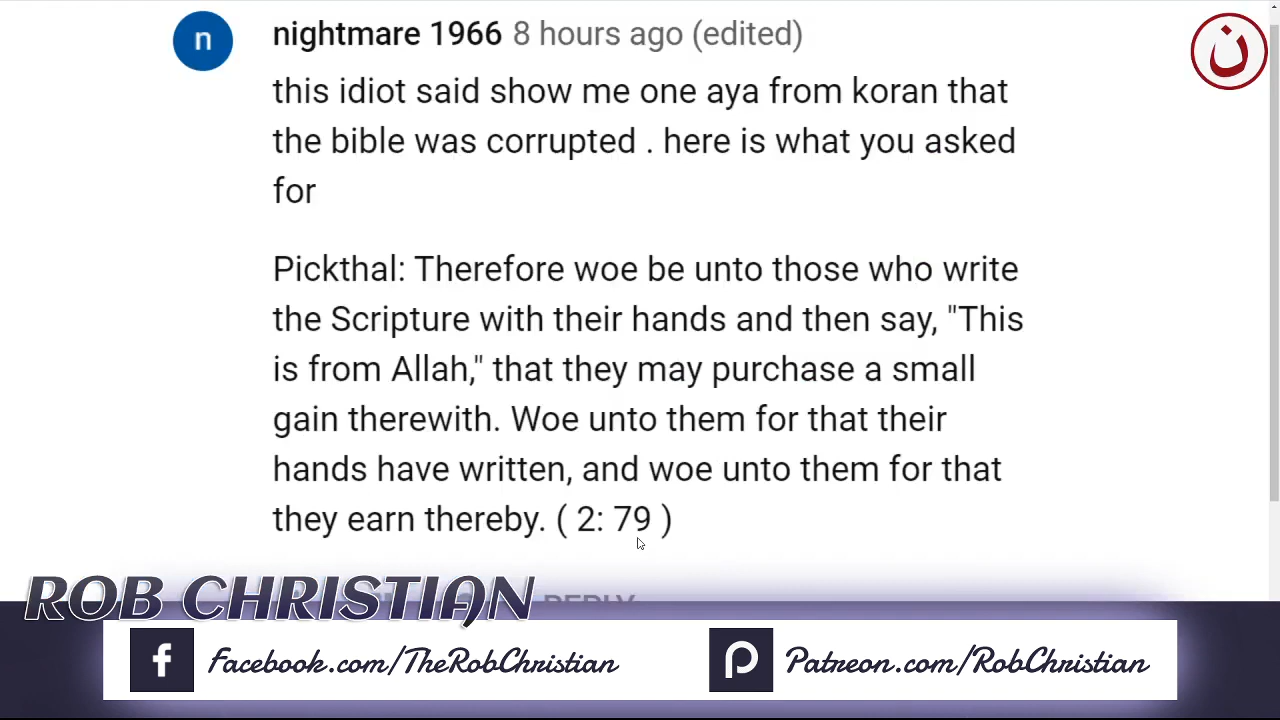 n
nightmare 1966 8 hours ago (edited)
ن
this idiot said show me one aya from koran that
the bible was corrupted . here is what you asked
for
Pickthal: Therefore woe be unto those who write
the Scripture with their hands and then say, "This
is from Allah," that they may purchase a small
gain therewith. Woe unto them for that their
hands have written, and woe unto them for that
they earn thereby. ( 2: 79 )
REPLY
ROB CHRISTIAN
f Facebook.com/TheRobChristian
Patreon.com/RobChristian